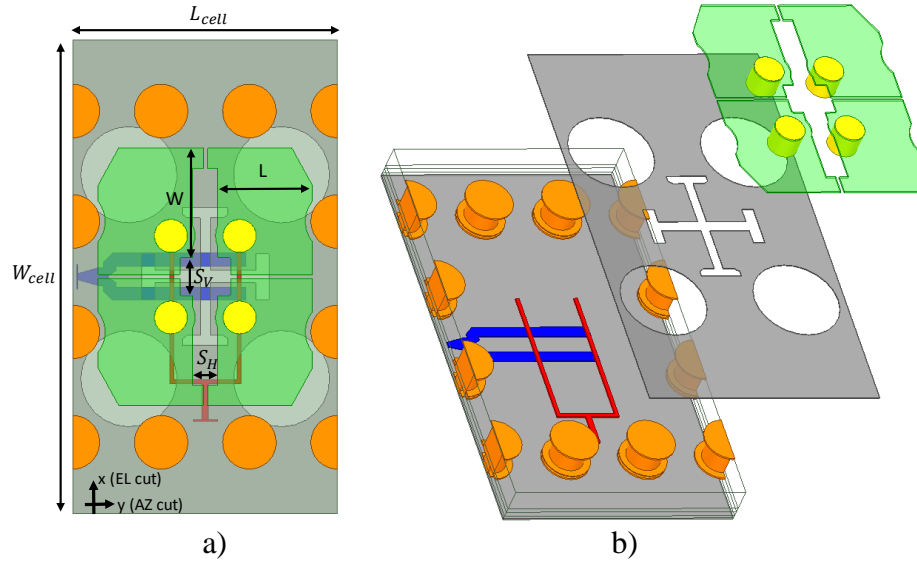 L_cell
W
L
W_cell
S_V
S_H
x (EL cut)
y (AZ cut)
a)
b)